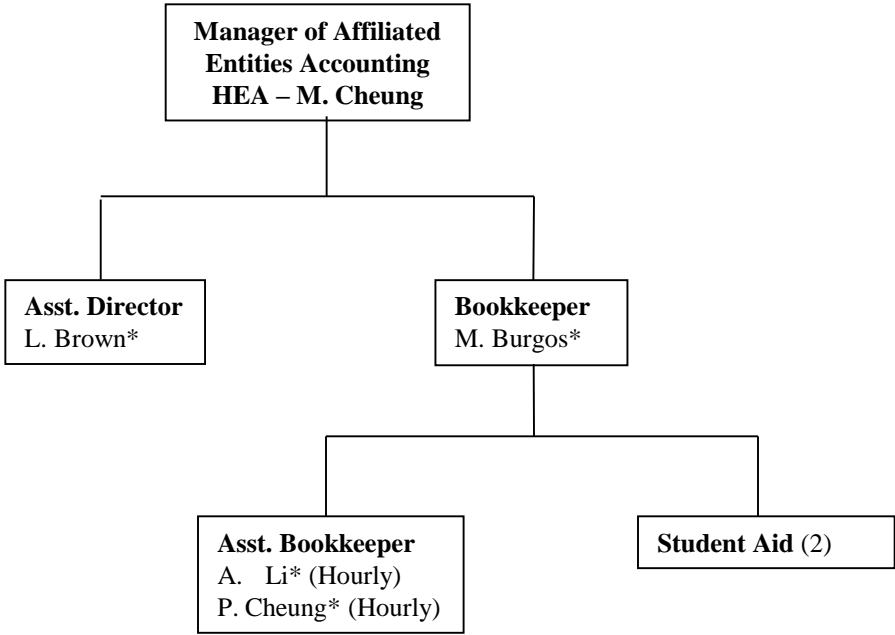 Manager of Affiliated
Entities Accounting
HEA – M. Cheung
Asst. Director
L. Brown*
Bookkeeper
M. Burgos*
Asst. Bookkeeper
A. Li* (Hourly)
P. Cheung* (Hourly)
Student Aid (2)